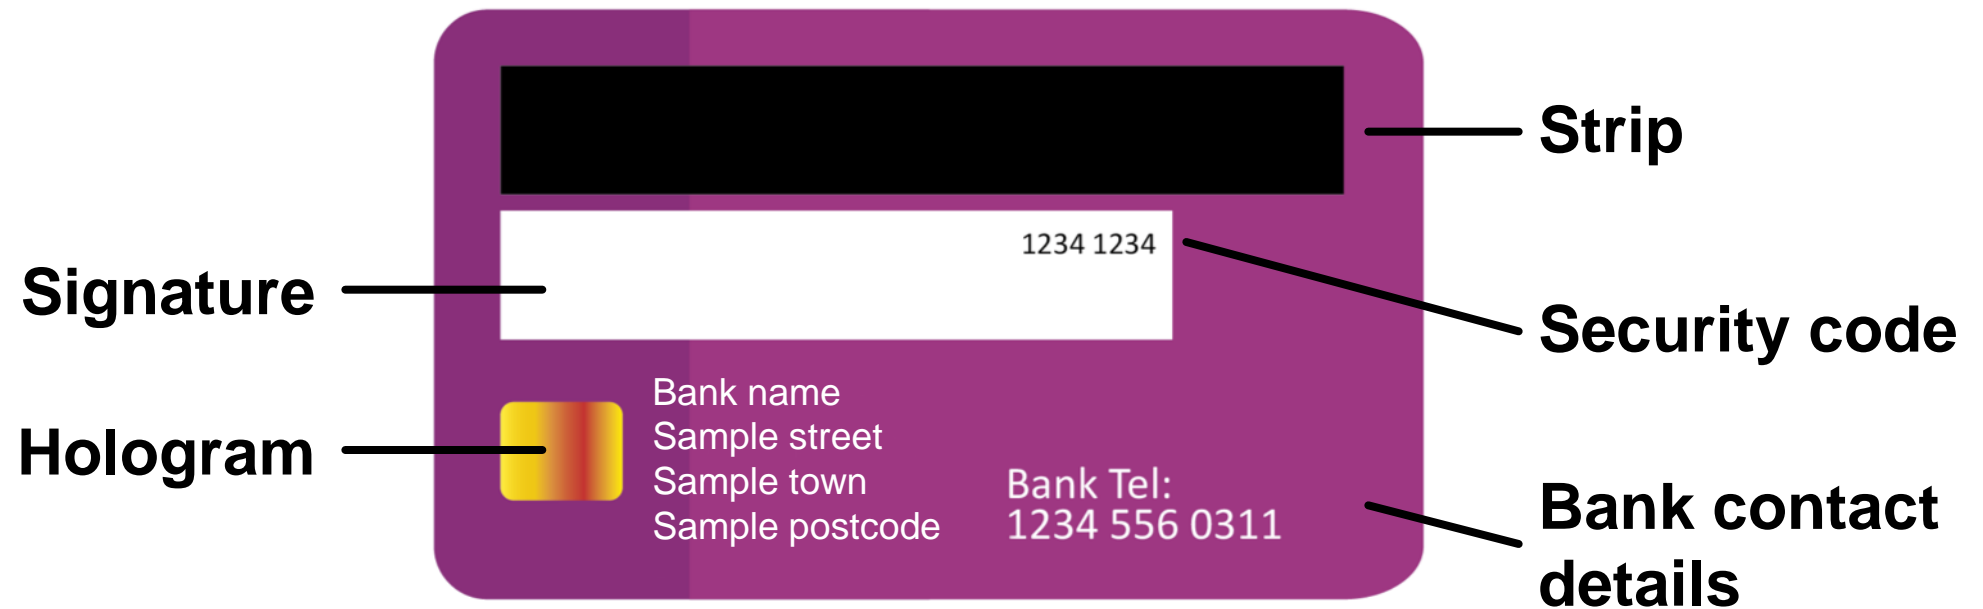 Strip
1234 1234
Signature
Security code
Hologram
Bank name
Sample street
Sample town
Sample postcode
Bank Tel:
1234 556 0311
Bank contact
details